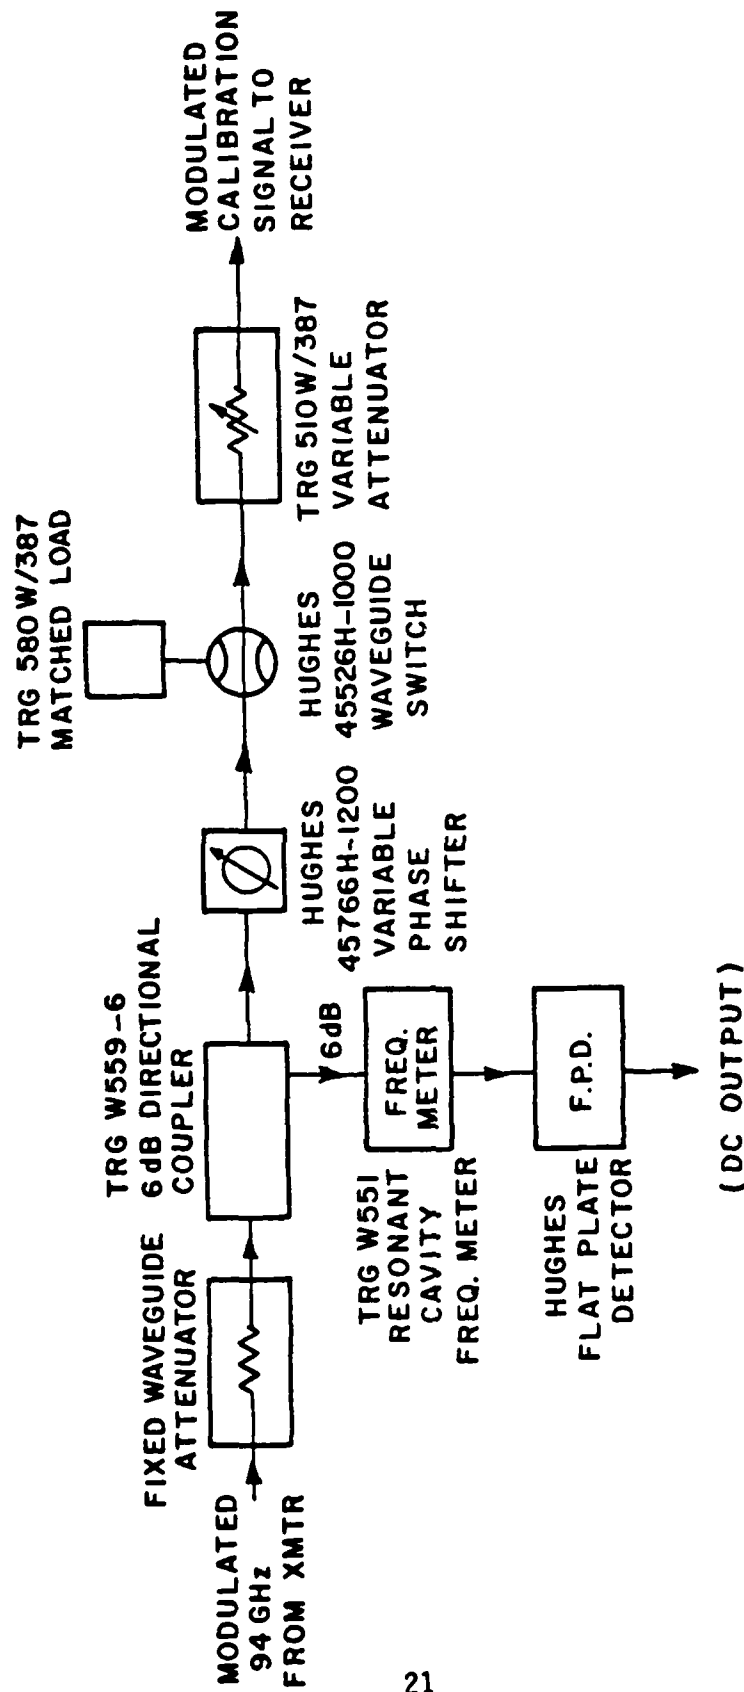 MODULATED
94 GHz
FROM XMTR
FIXED WAVEGUIDE
ATTENUATOR
TRG W559-6
6dB DIRECTIONAL
COUPLER
6dB
FREQ.
METER
TRG W551
RESONANT
CAVITY
FREQ. METER
F.P.D.
HUGHES
FLAT PLATE
DETECTOR
(DC OUTPUT)
HUGHES
45766H-1200
VARIABLE
PHASE
SHIFTER
TRG 580W/387
MATCHED LOAD
HUGHES
45526H-1000
WAVEGUIDE
SWITCH
TRG 510W/387
VARIABLE
ATTENUATOR
MODULATED
CALIBRATION
SIGNAL TO
RECEIVER
21